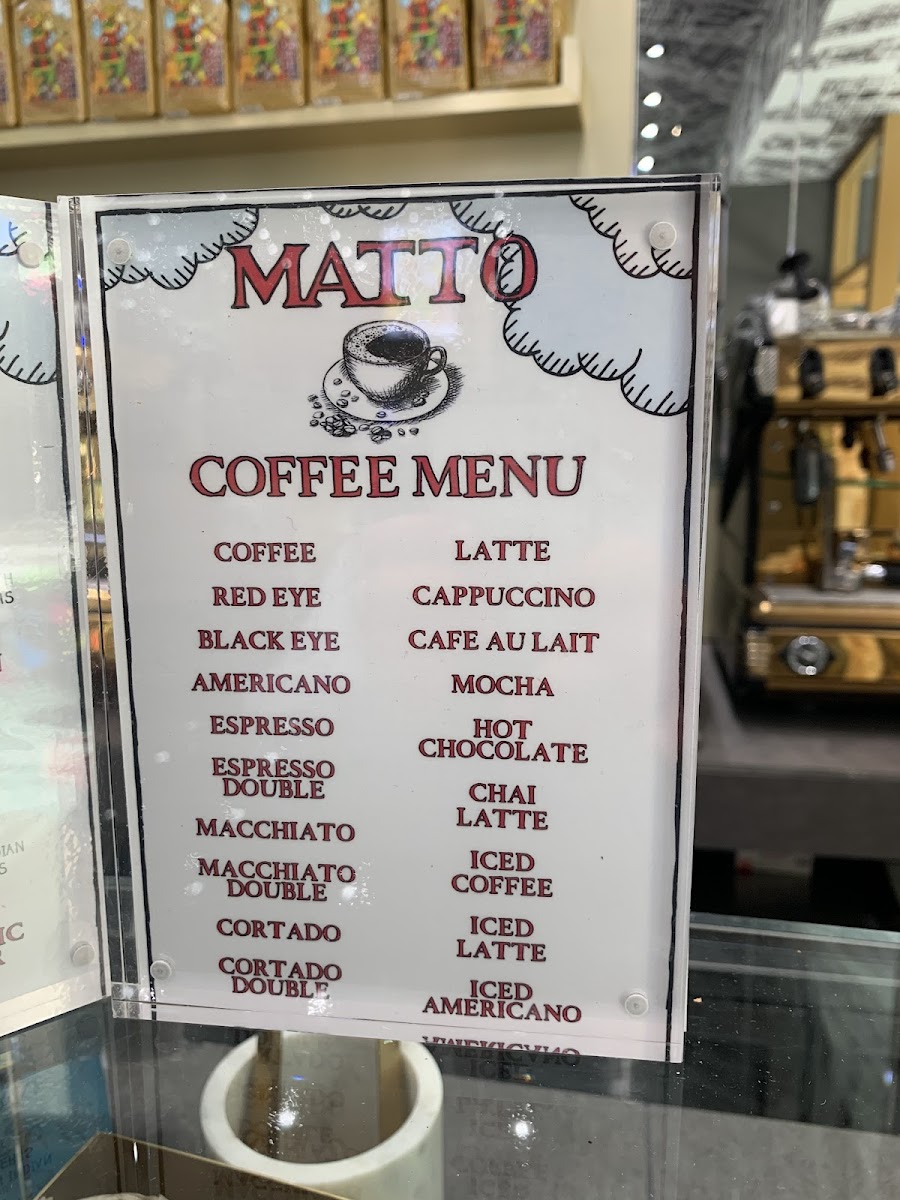 MATTO
COFFEE MENU
COFFEE
RED EYE
BLACK EYE
AMERICANO
ESPRESSO
ESPRESSO
DOUBLE
MACCHIATO
MACCHIATO
DOUBLE
CORTADO
CORTADO
DOUBLE
LATTE
CAPPUCCINO
CAFE AU LAIT
MOCHA
HOT
CHOCOLATE
CHAI
LATTE
ICED
COFFEE
ICED
LATTE
ICED
AMERICANO